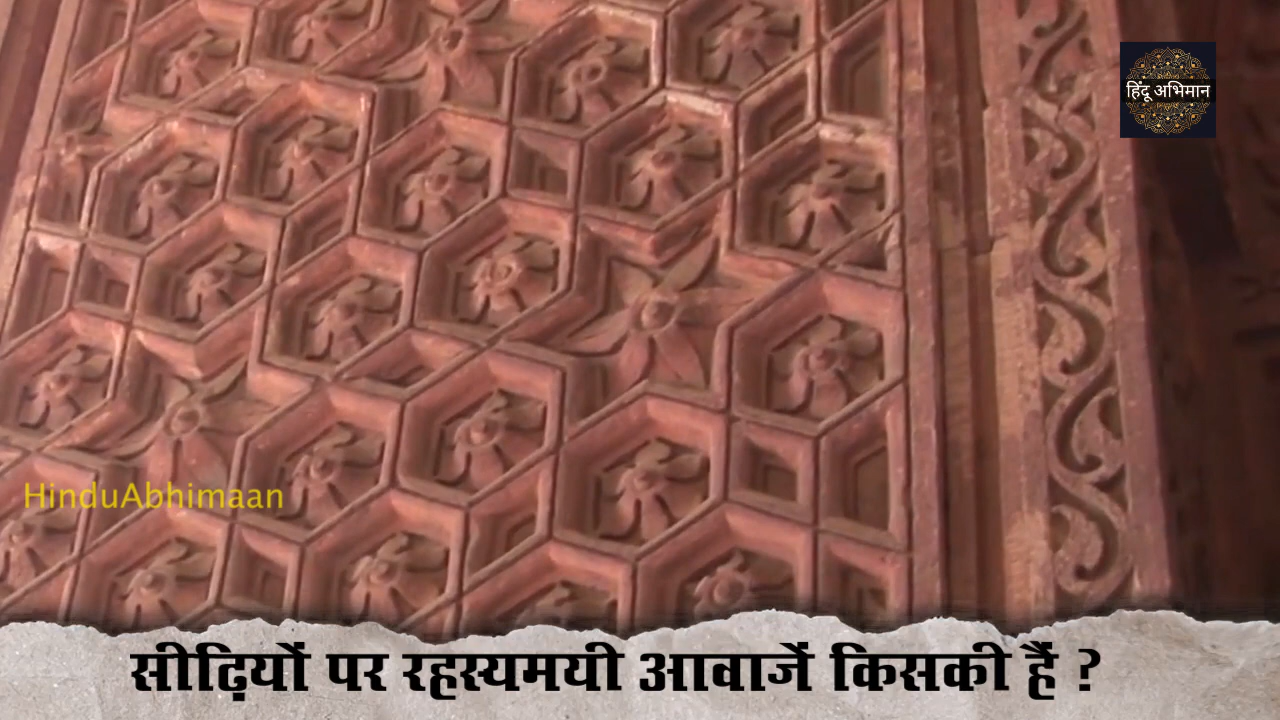 हिंदू अभिमान
HinduAbhimaan
सीढ़ियों पर रहस्यमयी आवाजें किसकी हैं ?